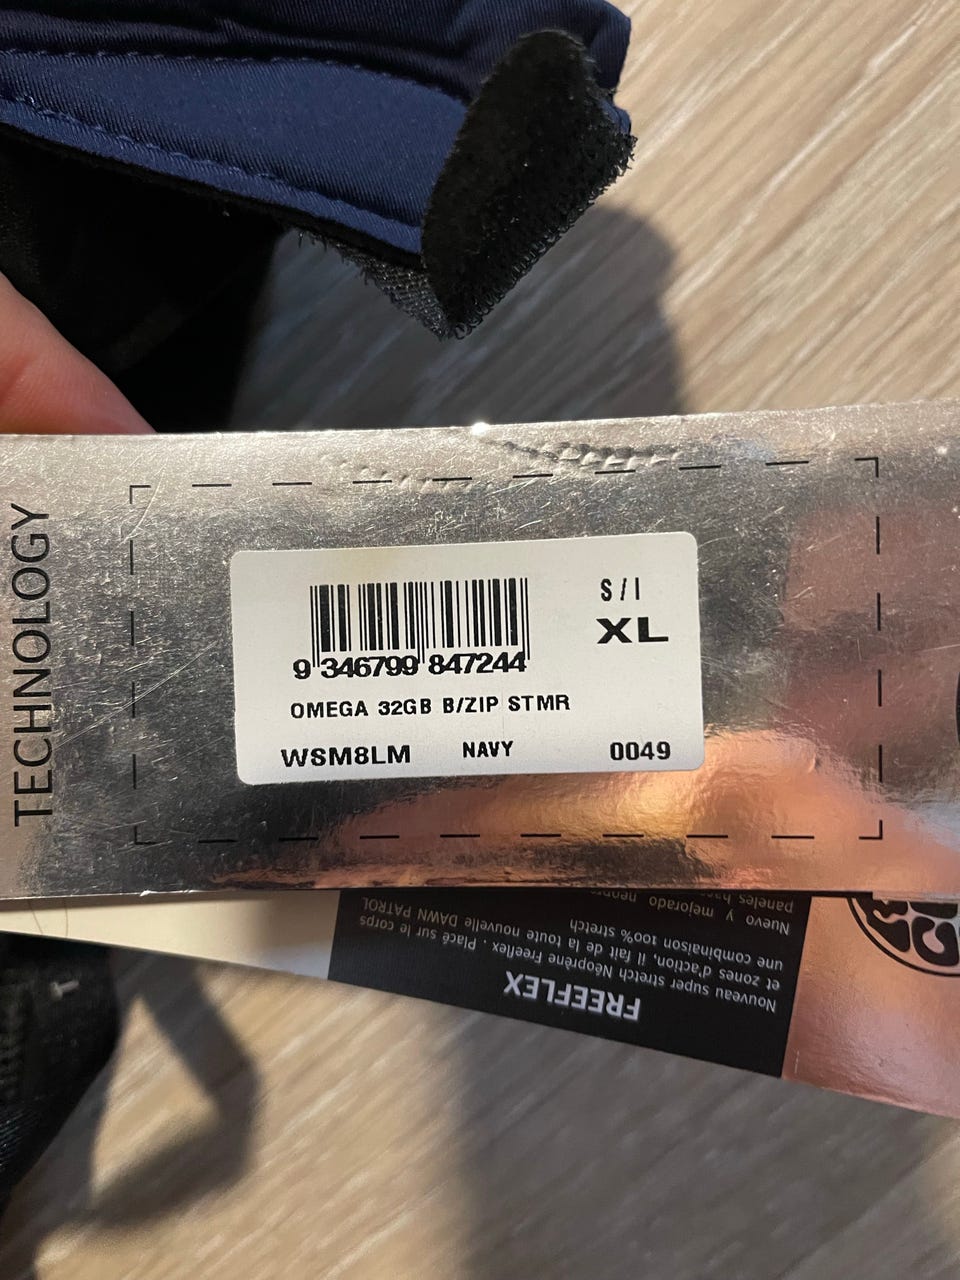 TECHNOLOGY
S/I
XL
9 346799 847244
OMEGA 32GB B/ZIP STMR
WSM8LM NAVY 0049
FREEFLEX
Nouveau super stretch Néoprène Freeflex . Placé sur le corps
et zones d'action, il fait de la toute nouvelle DAWN PATROL
une combinaison 100% stretch
Nuevo y mejorado
paneles